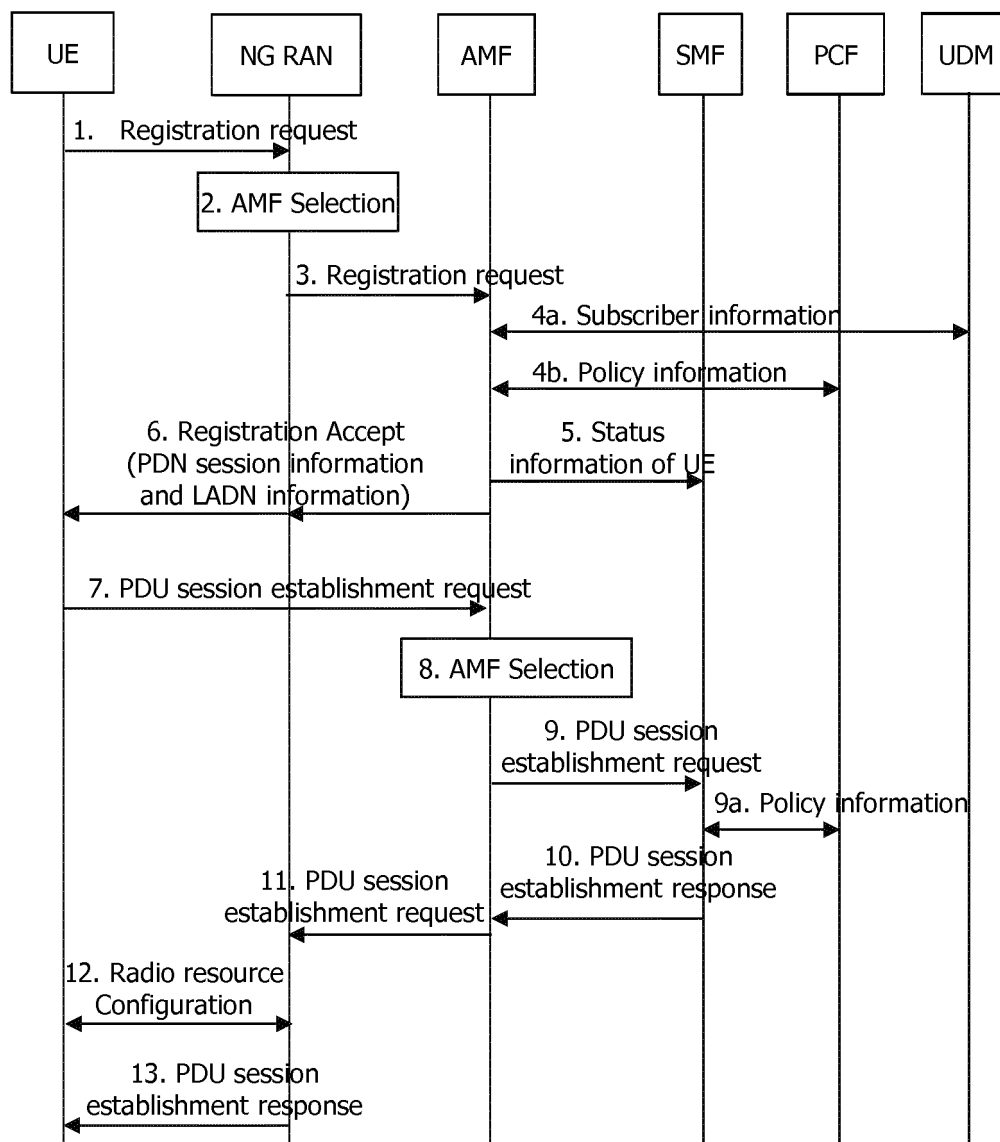 UE
NG RAN
AMF
SMF
PCF
UDM
1. Registration request
2. AMF Selection
3. Registration request
4a. Subscriber information
4b. Policy information
6. Registration Accept
(PDN session information
and LADN information)
5. Status
information of UE
7. PDU session establishment request
8. AMF Selection
9. PDU session
establishment request
9a. Policy information
10. PDU session
establishment response
11. PDU session
establishment request
12. Radio resource
Configuration
13. PDU session
establishment response